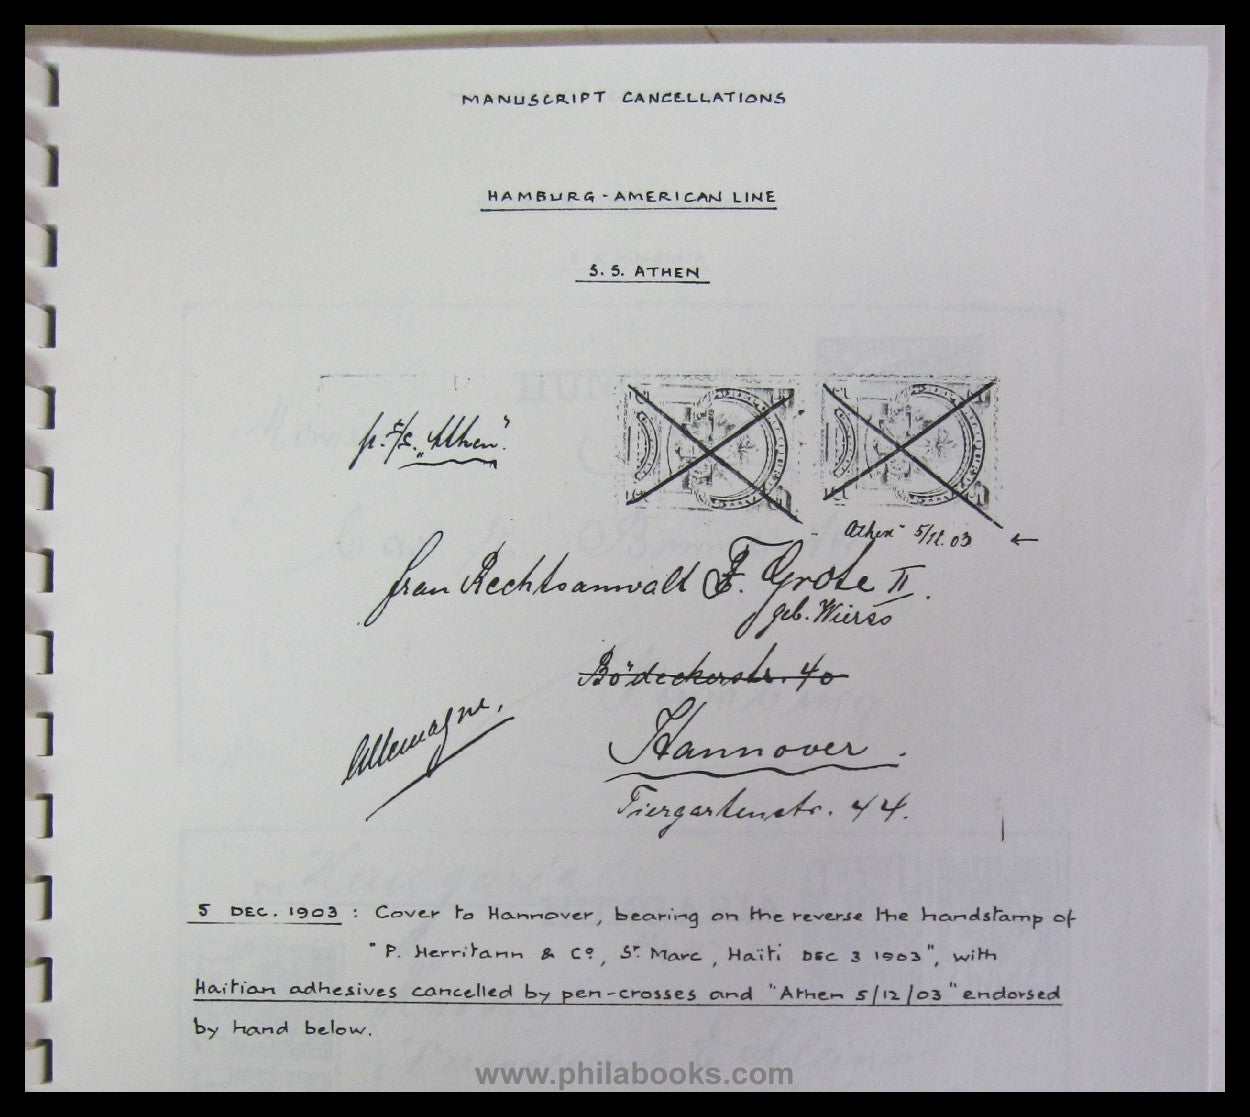 MANUSCRIPT CANCELLATIONS
HAMBURG-AMERICAN LINE
S. S. ATHEN
p. S/S. „Athen".
Athen" 5/12.03 ←
Frau Rechtsanwalt F. Grote II.
geb. Wierss
Bödeckerstr. 40
Allemagne.
Hannover.
Tiergartenstr. 44.
5 DEC. 1903 : Cover to Hannover, bearing on the reverse the handstamp of
"P. Herritann & Co, St. Marc, Haïti DEC 3 1903", with
Haitian adhesives cancelled by pen-crosses and "Athen 5/12/03" endorsed
by hand below.
www.philabooks.com